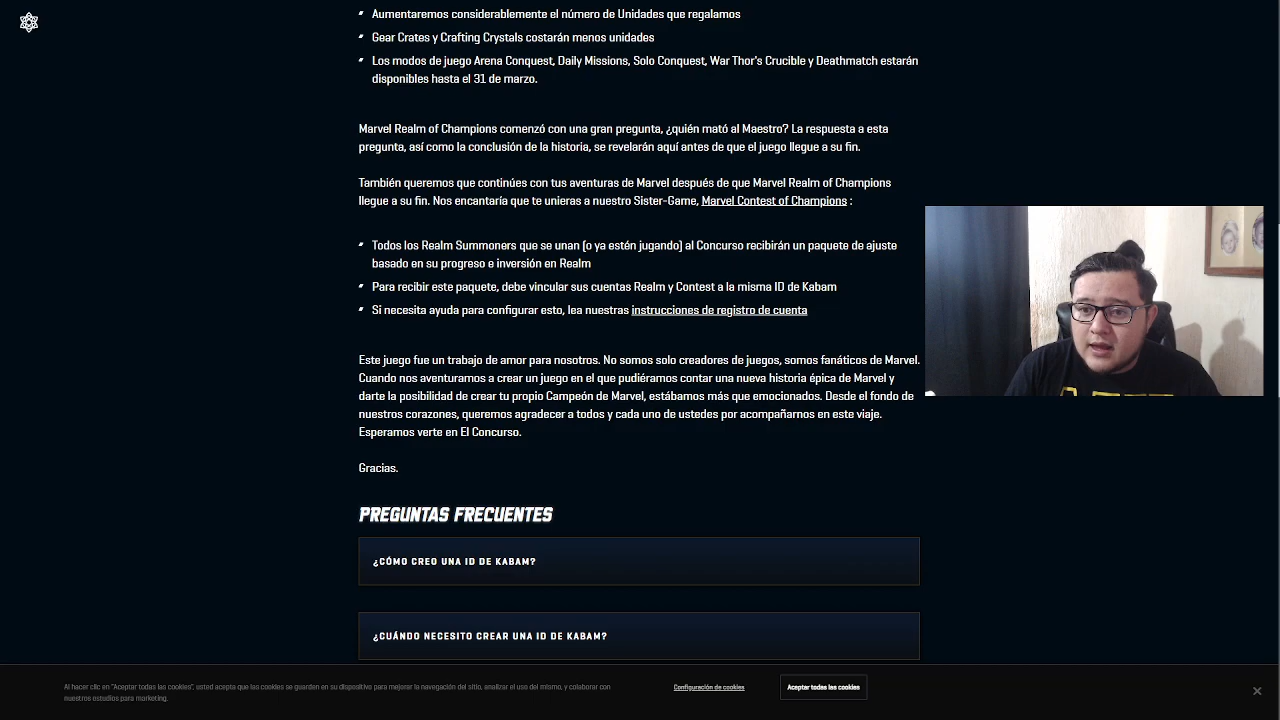 Aumentaremos considerablemente el número de Unidades que regalamos
Gear Crates y Crafting Crystals costarán menos unidades
Los modos de juego Arena Conquest, Daily Missions, Solo Conquest, War Thor's Crucible y Deathmatch estarán
disponibles hasta el 31 de marzo.
Marvel Realm of Champions comenzó con una gran pregunta, ¿quién mató al Maestro? La respuesta a esta
pregunta, así como la conclusión de la historia, se revelarán aquí antes de que el juego llegue a su fin.
También queremos que continúes con tus aventuras de Marvel después de que Marvel Realm of Champions
llegue a su fin. Nos encantaría que te unieras a nuestro Sister-Game, Marvel Contest of Champions :
Todos los Realm Summoners que se unan (o ya estén jugando) al Concurso recibirán un paquete de ajuste
basado en su progreso e inversión en Realm
Para recibir este paquete, debe vincular sus cuentas Realm y Contest a la misma ID de Kabam
Si necesita ayuda para configurar esto, lea nuestras instrucciones de registro de cuenta
Este juego fue un trabajo de amor para nosotros. No somos solo creadores de juegos, somos fanáticos de Marvel.
Cuando nos aventuramos a crear un juego en el que pudiéramos contar una nueva historia épica de Marvel y
darte la posibilidad de crear tu propio Campeón de Marvel, estábamos más que emocionados. Desde el fondo de
nuestros corazones, queremos agradecer a todos y cada uno de ustedes por acompañarnos en este viaje.
Esperamos verte en El Concurso.
Gracias.
PREGUNTAS FRECUENTES
¿CÓMO CREO UNA ID DE KABAM?
¿CUÁNDO NECESITO CREAR UNA ID DE KABAM?
Al hacer clic en "Aceptar todas las cookies", usted acepta que las cookies se guarden en su dispositivo para mejorar la navegación del sitio, analizar el uso del mismo, y colaborar con
nuestros estudios para marketing.
Configuración de cookies
Aceptar todas las cookies